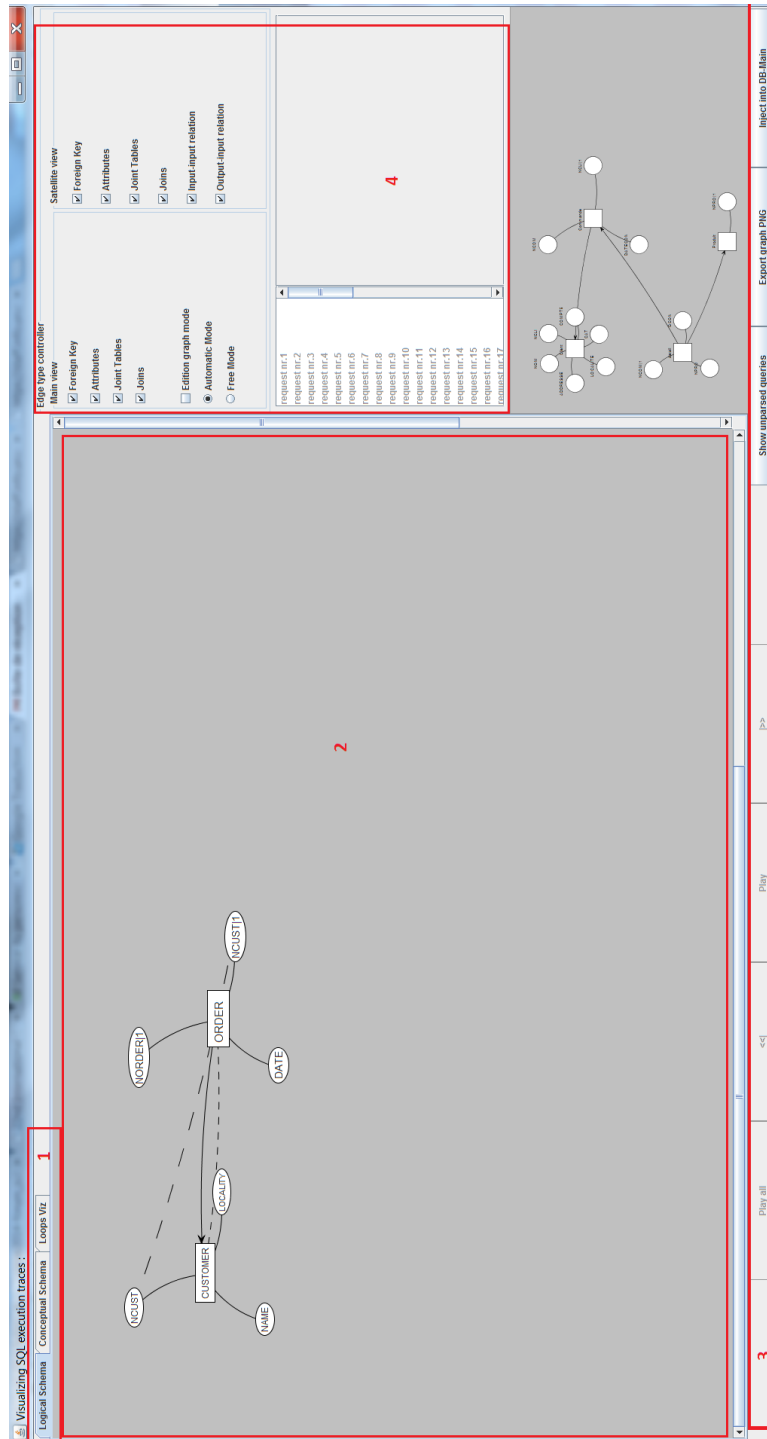 Visualizing SQL execution traces :
Logical Schema
Conceptual Schema
Loops Viz
1
NCUST
NORDER|1
CUSTOMER
ORDER
NCUST|1
LOCALITY
NAME
DATE
2
Edge type controller
Main view
Foreign Key
Attributes
Joint Tables
Joins
Edition graph mode
Automatic Mode
Free Mode
Satellite view
Foreign Key
Attributes
Joint Tables
Joins
Input-input relation
Output-input relation
request nr.1
request nr.2
request nr.3
request nr.4
request nr.5
request nr.6
request nr.7
request nr.8
request nr.9
request nr.10
request nr.11
request nr.12
request nr.13
request nr.14
request nr.15
request nr.16
request nr.17
4
3
Play all
<<|
Play
|>>
Show unparsed queries
Export graph PNG
Inject into DB-Main